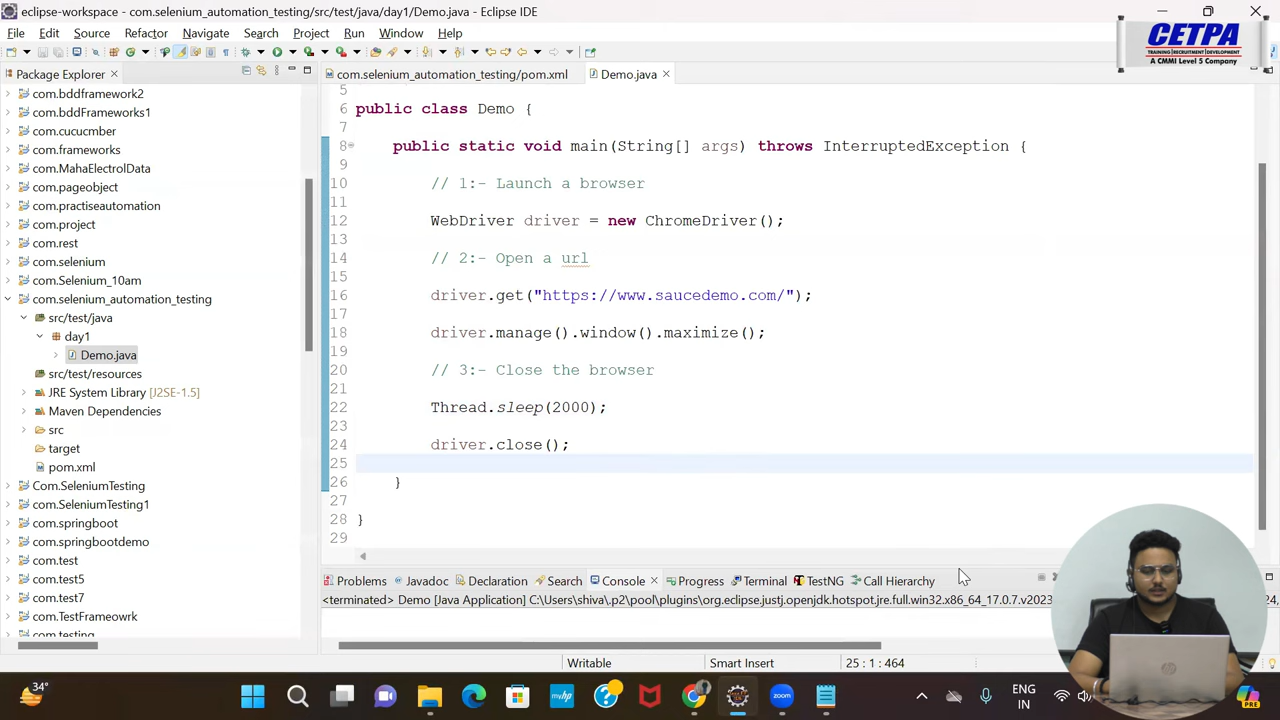 eclipse-workspace - com.selenium_automation_testing/src/test/java/day1/Demo.java - Eclipse IDE
File Edit Source Refactor Navigate Search Project Run Window Help
CETPA
TRAINING|RECRUITMENT|DEVELOPMENT
A CMMI Level 5 Company
Package Explorer
com.bddframework2
com.bddFrameworks1
com.cucucmber
com.frameworks
com.MahaElectrolData
com.pageobject
com.practiseautomation
com.project
com.rest
com.selenium
com.Selenium_10am
com.selenium_automation_testing
src/test/java
day1
Demo.java
src/test/resources
JRE System Library [J2SE-1.5]
Maven Dependencies
src
target
pom.xml
Com.SeleniumTesting
com.SeleniumTesting1
com.springboot
com.springbootdemo
com.test
com.test5
com.test7
com.TestFrameowrk
com.testing
com.selenium_automation_testing/pom.xml Demo.java
5
6 public class Demo {
7
8 public static void main(String[] args) throws InterruptedException {
9
10 // 1:- Launch a browser
11
12 WebDriver driver = new ChromeDriver();
13
14 // 2:- Open a url
15
16 driver.get("https://www.saucedemo.com/");
17
18 driver.manage().window().maximize();
19
20 // 3:- Close the browser
21
22 Thread.sleep(2000);
23
24 driver.close();
25
26 }
27
28 }
29
Problems Javadoc Declaration Search Console Progress Terminal TestNG Call Hierarchy
<terminated> Demo [Java Application] C:\Users\shiva\.p2\pool\plugins\org.eclipse.justj.openjdk.hotspot.jre.full.win32.x86_64_17.0.7.v2023
24,
Writable Smart Insert 25 : 1 : 464
34° ENG
IN
PRE